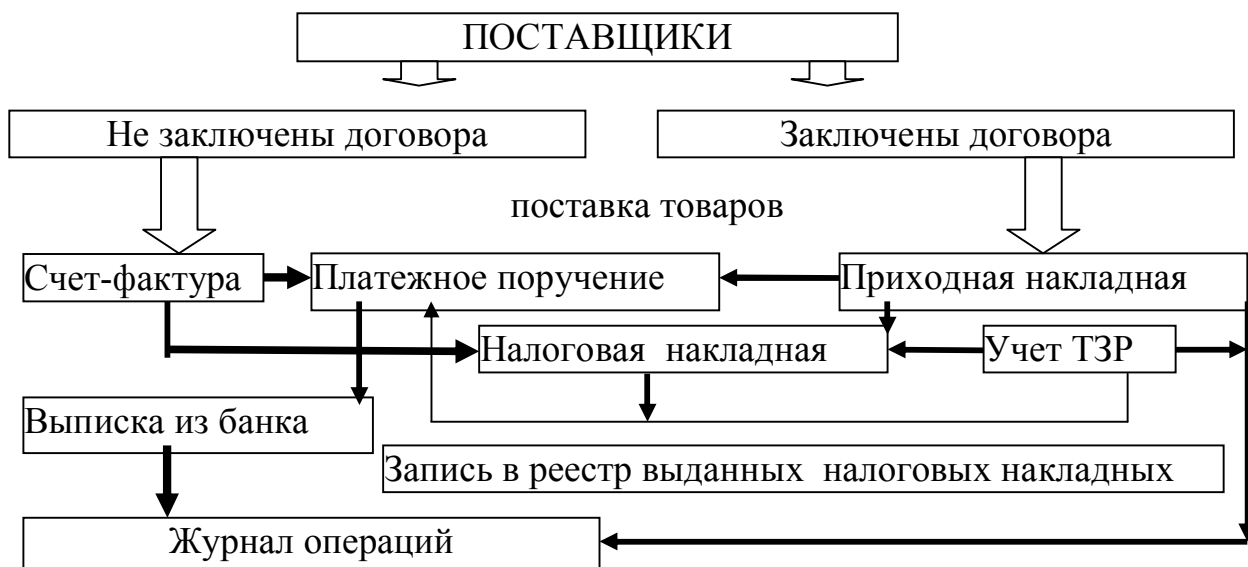 ПОСТАВЩИКИ
Не заключены договора
Заключены договора
поставка товаров
Счет-фактура
Платежное поручение
Приходная накладная
Налоговая накладная
Учет ТЗР
Выписка из банка
Запись в реестр выданных налоговых накладных
Журнал операций